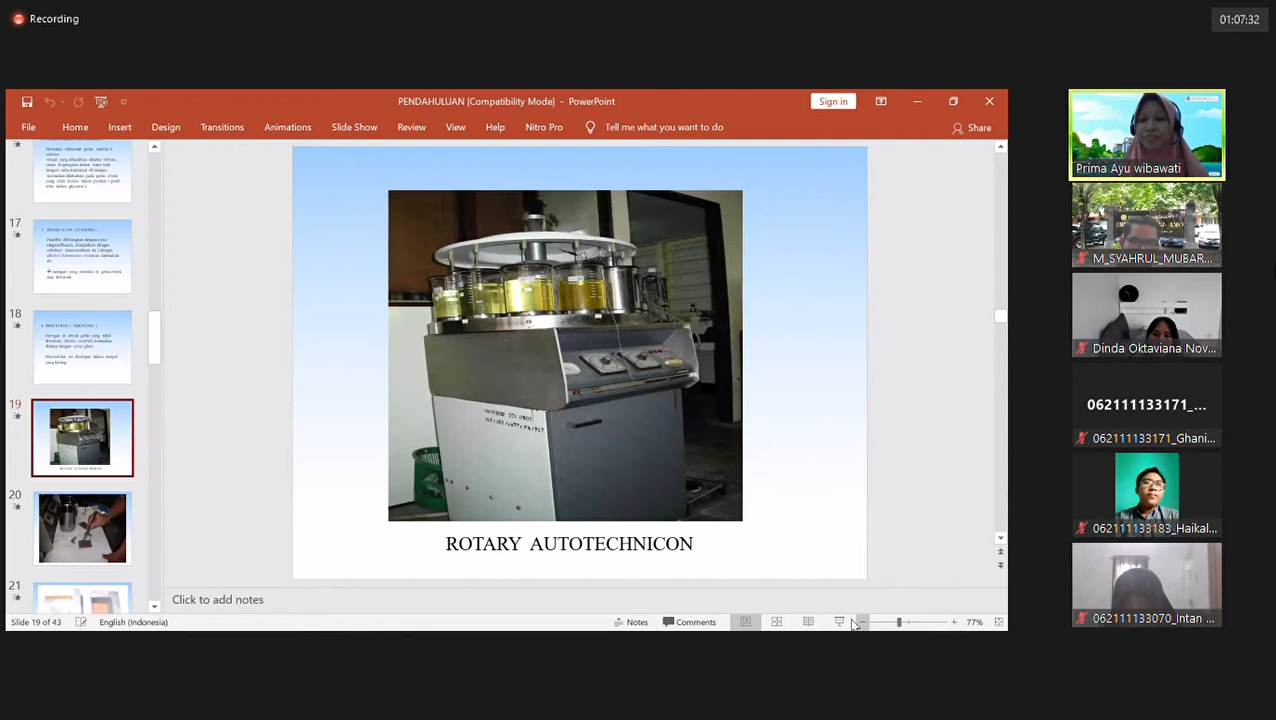 Recording
01:07:32
PENDAHULUAN [Compatibility Mode] - PowerPoint
Sign in
File Home Insert Design Transitions Animations Slide Show Review View Help Nitro Pro Tell me what you want to do Share
17
18
19
20
21
ROTARY AUTOTECHNICON
ROTARY AUTOTECHNICON
Click to add notes
Slide 19 of 43 English (Indonesia) Notes Comments 77%
Prima Ayu wibawati
M_SYAHRUL_MUBAR...
Dinda Oktaviana Nov...
062111133171_...
062111133171_Ghani...
062111133183_Haikal...
062111133070_Intan ...